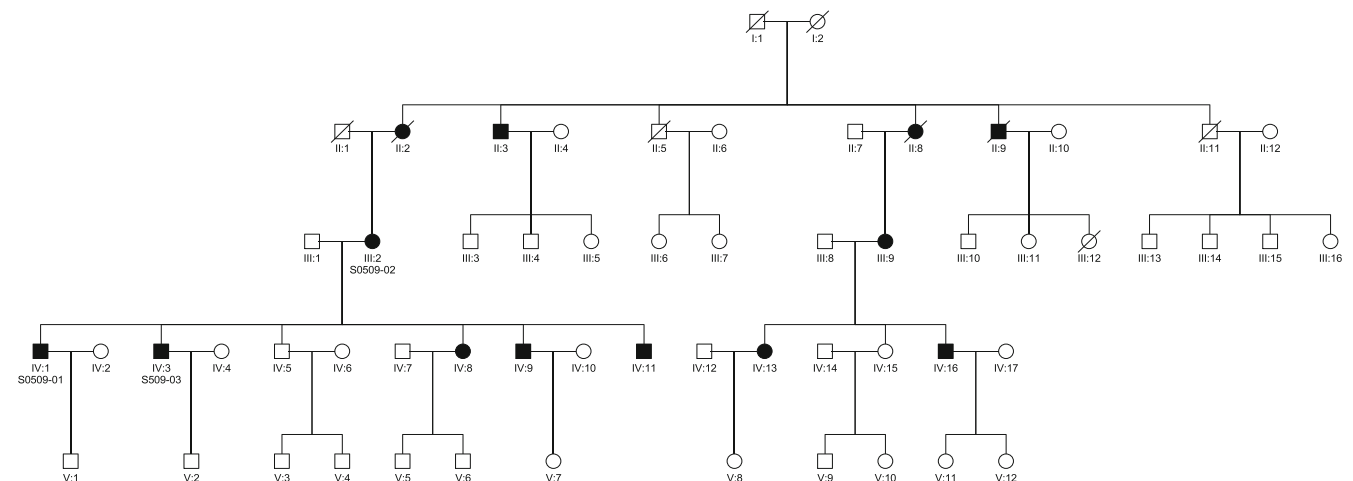 I:1 I:2
II:1 II:2 II:3 II:4 II:5 II:6 II:7 II:8 II:9 II:10 II:11 II:12
III:1 III:2 III:3 III:4 III:5 III:6 III:7 III:8 III:9 III:10 III:11 III:12 III:13 III:14 III:15 III:16
S0509-02
IV:1 IV:2 IV:3 IV:4 IV:5 IV:6 IV:7 IV:8 IV:9 IV:10 IV:11 IV:12 IV:13 IV:14 IV:15 IV:16 IV:17
S0509-01 S509-03
V:1 V:2 V:3 V:4 V:5 V:6 V:7 V:8 V:9 V:10 V:11 V:12